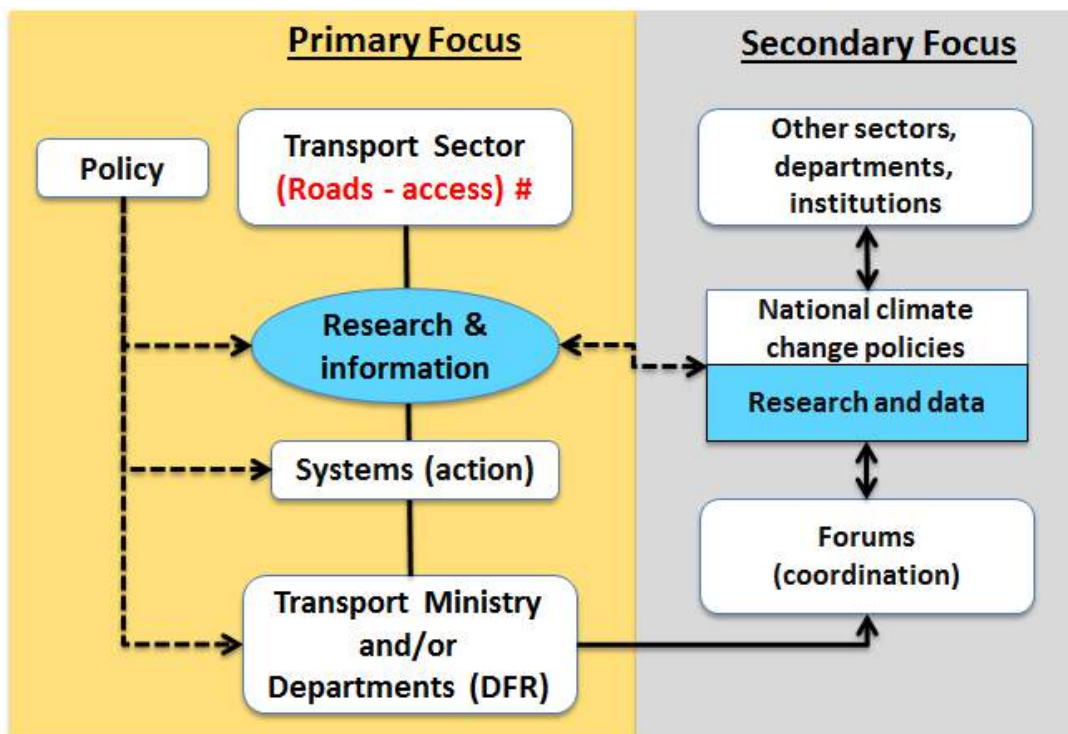 Primary Focus
Policy
Transport Sector
(Roads - access) #
Research &
information
Systems (action)
Transport Ministry
and/or
Departments (DFR)
Secondary Focus
Other sectors,
departments,
institutions
National climate
change policies
Research and data
Forums
(coordination)